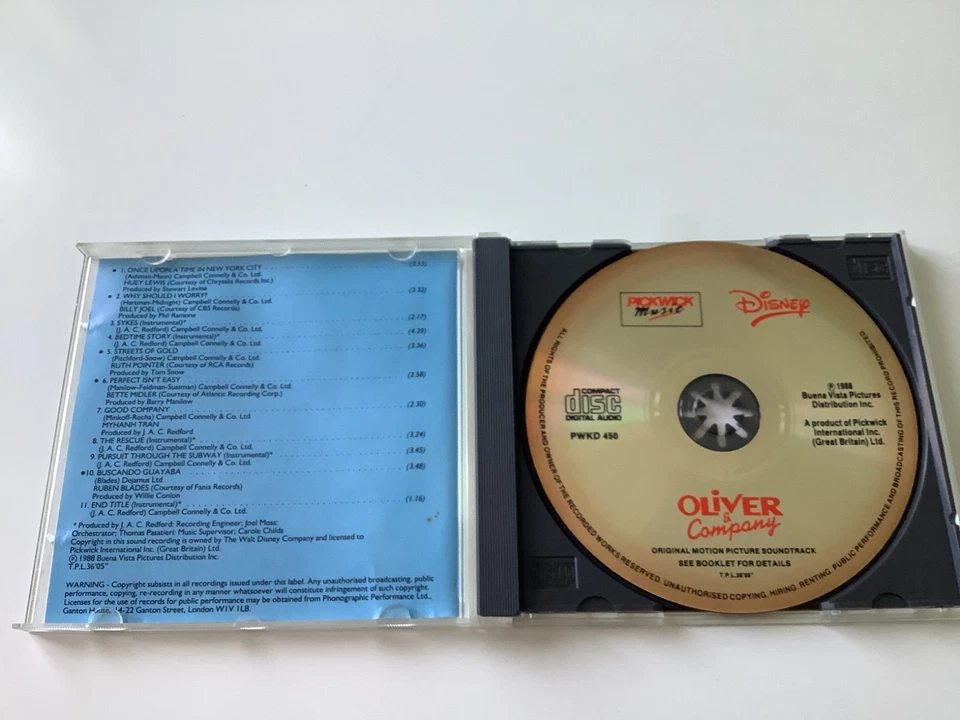 • 1. ONCE UPON A TIME IN NEW YORK CITY (3.53)
(Ashman-Mann) Campbell Connelly & Co. Ltd.
HUEY LEWIS (Courtesy of Chrysalis Records Inc.)
Produced by Stewart Levine
• 2. WHY SHOULD I WORRY? (3.32)
(Hartman-Midnight) Campbell Connelly & Co. Ltd.
BILLY JOEL (Courtesy of CBS Records)
Produced by Phil Ramone
3. SYKES (Instrumental)* (2.17)
(J. A. C. Redford) Campbell Connelly & Co. Ltd.
4. BEDTIME STORY (Instrumental)* (4.39)
(J. A. C. Redford) Campbell Connelly & Co. Ltd.
• 5. STREETS OF GOLD (3.36)
(Pitchford-Snow) Campbell Connelly & Co. Ltd.
RUTH POINTER (Courtesy of RCA Records)
Produced by Tom Snow
• 6. PERFECT ISN'T EASY (2.58)
(Manilow-Feldman-Sussman) Campbell Connelly & Co. Ltd.
BETTE MIDLER (Courtesy of Atlantic Recording Corp.)
Produced by Barry Manilow
7. GOOD COMPANY (2.30)
(Minkoff-Rocha) Campbell Connelly & Co. Ltd.
MYHANH TRAN
Produced by J. A. C. Redford
8. THE RESCUE (Instrumental)* (3.24)
(J. A. C. Redford) Campbell Connelly & Co. Ltd.
9. PURSUIT THROUGH THE SUBWAY (Instrumental)* (3.45)
(J. A. C. Redford) Campbell Connelly & Co. Ltd.
•10. BUSCANDO GUAYABA (3.48)
(Blades) Dejamus Ltd.
RUBEN BLADES (Courtesy of Fania Records)
Produced by Willie Conlon
11. END TITLE (Instrumental)* (1.16)
(J. A. C. Redford) Campbell Connelly & Co. Ltd.
* Produced by J. A. C. Redford: Recording Engineer; Joel Moss:
Orchestrator; Thomas Pasatieri: Music Supervisor; Carole Childs
Copyright in this sound recording is owned by The Walt Disney Company and licensed to
Pickwick International Inc. (Great Britain) Ltd.
℗ 1988 Buena Vista Pictures Distribution Inc.
T.P.L.36'05"
WARNING - Copyright subsists in all recordings issued under this label. Any unauthorised broadcasting, public
performance, copying, re-recording in any manner whatsoever will constitute infringement of such copyright.
Licenses for the use of records for public performance may be obtained from Phonographic Performance Ltd.,
Ganton House, 14-22 Ganton Street, London W1V 1LB.
PICKWICK
Music
Disney
COMPACT
disc
DIGITAL AUDIO
PWKD 450
℗ 1988
Buena Vista Pictures
Distribution Inc.
A product of Pickwick
International Inc.
(Great Britain) Ltd.
OLIVER
& Company
ORIGINAL MOTION PICTURE SOUNDTRACK
SEE BOOKLET FOR DETAILS
T.P.L.36'05"
ALL RIGHTS OF THE PRODUCER AND OWNER OF THE RECORDED WORKS RESERVED. UNAUTHORISED COPYING, HIRING, RENTING, PUBLIC PERFORMANCE AND BROADCASTING OF THIS RECORD PROHIBITED